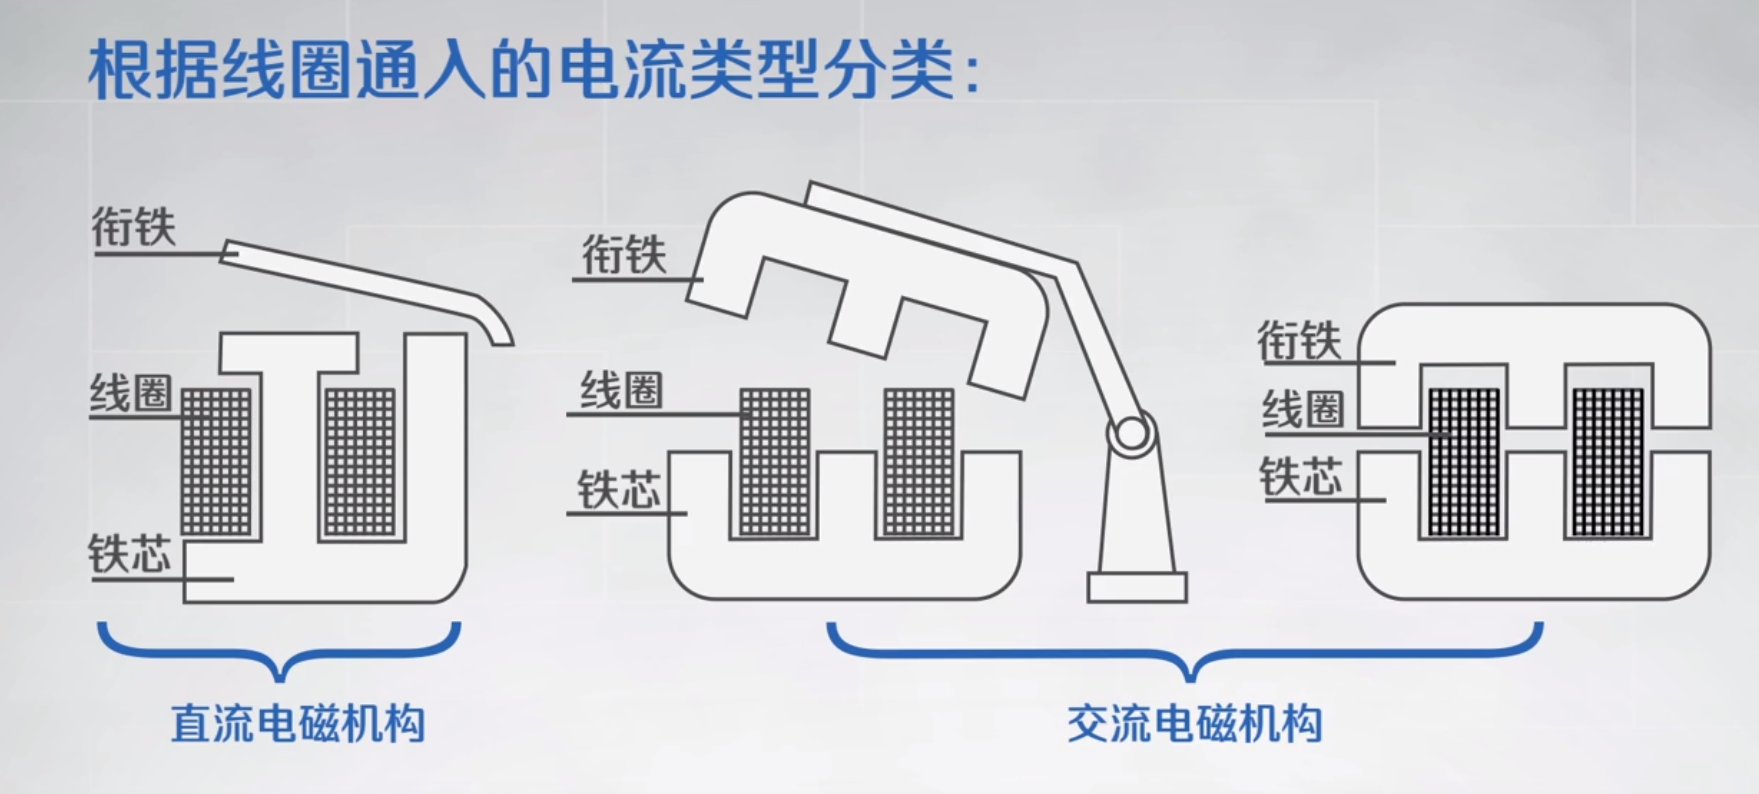 根据线圈通入的电流类型分类：
衔铁
线圈
铁芯
直流电磁机构
衔铁
线圈
铁芯
衔铁
线圈
铁芯
交流电磁机构